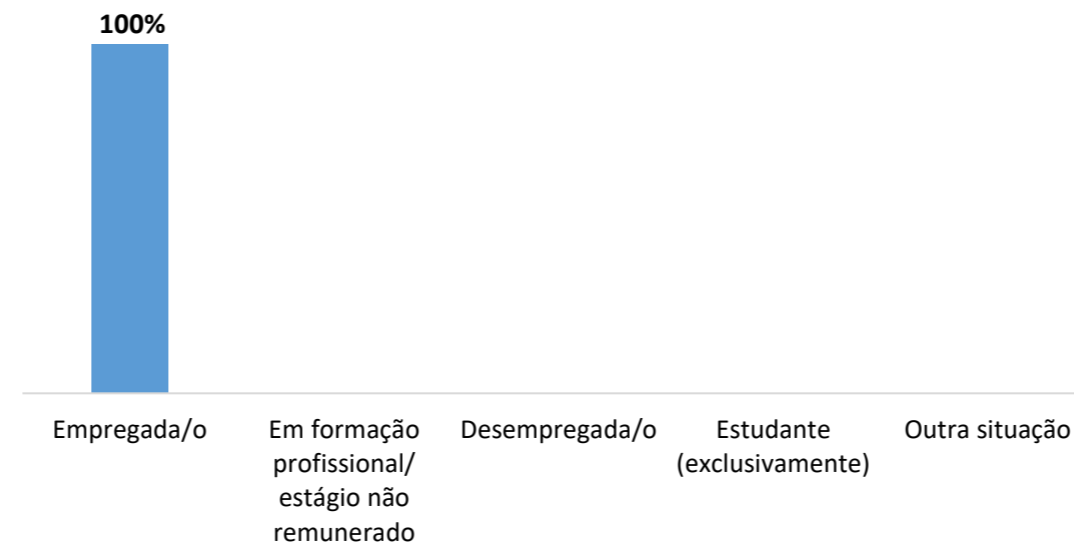 100%
Empregada/o
Em formação
profissional/
estágio não
remunerado
Desempregada/o
Estudante
(exclusivamente)
Outra situação